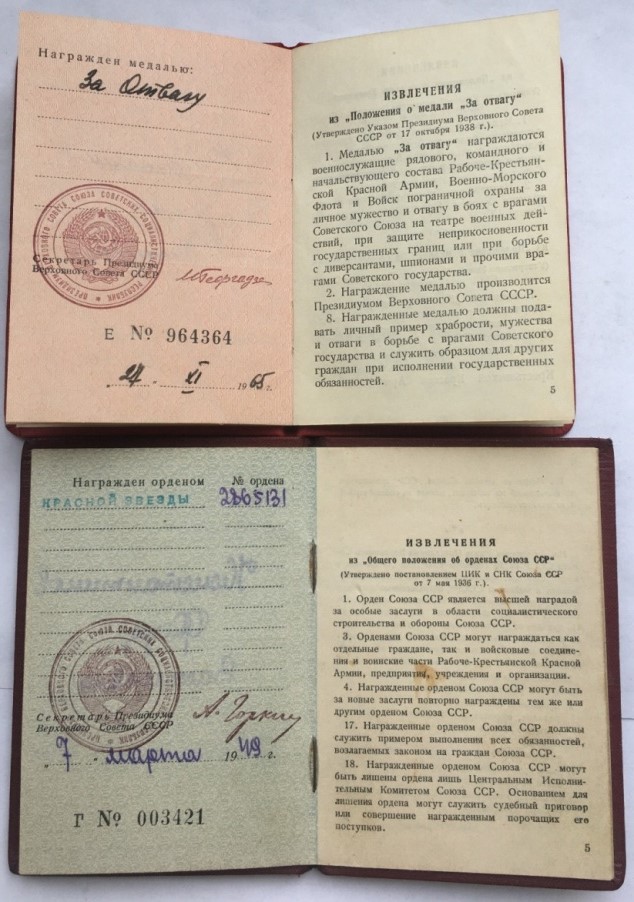 Награжден медалью:
За Отвагу
Секретарь Президиума
Верховного Совета СССР
МГеоргадзе
Е № 964364
24. XI 1965 г.
ИЗВЛЕЧЕНИЯ
из „Положения о медали „За отвагу“
(Утверждено Указом Президиума Верховного Совета
СССР от 17 октября 1938 г.).
1. Медалью „За отвагу“ награждаются
военнослужащие рядового, командного и
начальствующего состава Рабоче-Крестьян-
ской Красной Армии, Военно-Морского
Флота и Войск пограничной охраны за
личное мужество и отвагу в боях с врагами
Советского Союза на театре военных дей-
ствий, при защите неприкосновенности
государственных границ или при борьбе
с диверсантами, шпионами и прочими вра-
гами Советского государства.
2. Награждение медалью производится
Президиумом Верховного Совета СССР.
8. Награжденные медалью должны пода-
вать личный пример храбрости, мужества
и отваги в борьбе с врагами Советского
государства и служить образцом для других
граждан при исполнении государственных
обязанностей.
5
Награжден орденом № ордена
КРАСНОЙ ЗВЕЗДЫ 2865131
Секретарь Президиума
Верховного Совета СССР
А. Горкин
"7" Марта 1949 г.
Г № 003421
ИЗВЛЕЧЕНИЯ
из „Общего положения об орденах Союза ССР“
(Утверждено постановлением ЦИК и СНК Союза ССР
от 7 мая 1936 г.).
1. Орден Союза ССР является высшей наградой
за особые заслуги в области социалистического
строительства и обороны Союза ССР.
3. Орденами Союза ССР могут награждаться как
отдельные граждане, так и войсковые соедине-
ния и воинские части Рабоче-Крестьянской Красной
Армии, предприятия, учреждения и организации.
4. Награжденные орденом Союза ССР могут быть
за новые заслуги повторно награждены тем же или
другим орденом Союза ССР.
17. Награжденные орденом Союза ССР должны
служить примером выполнения всех обязанностей,
возлагаемых законом на граждан Союза ССР.
18. Награжденные орденом Союза ССР могут
быть лишены ордена лишь Центральным Исполни-
тельным Комитетом Союза ССР. Основанием для
лишения ордена могут служить судебный приговор
или совершение награжденным порочащих его
поступков.
5